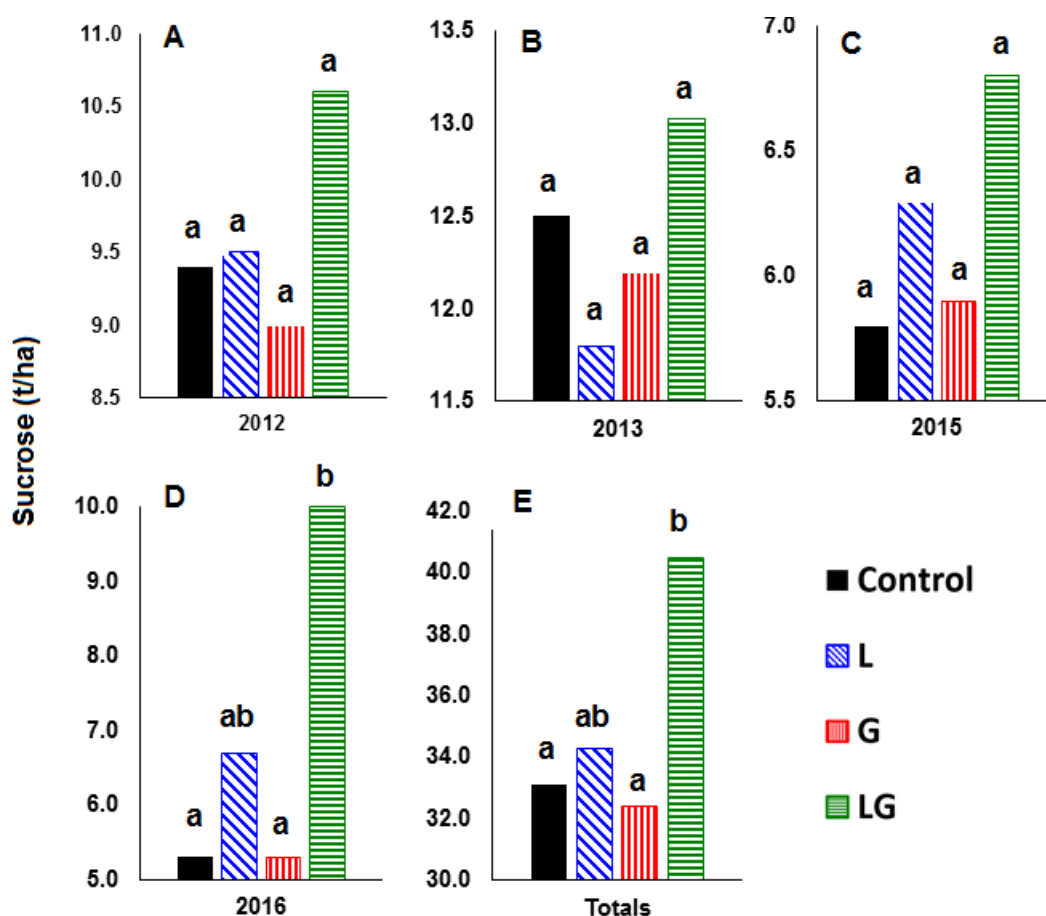 Sucrose (t/ha)
A
11.0
10.5
10.0
9.5
9.0
8.5
a
a
a
a
2012
B
13.5
13.0
12.5
12.0
11.5
a
a
a
a
2013
C
7.0
6.5
6.0
5.5
a
a
a
a
2015
D
10.0
9.0
8.0
7.0
6.0
5.0
a
ab
a
b
2016
E
42.0
40.0
38.0
36.0
34.0
32.0
30.0
a
ab
a
b
Totals
Control
L
G
LG